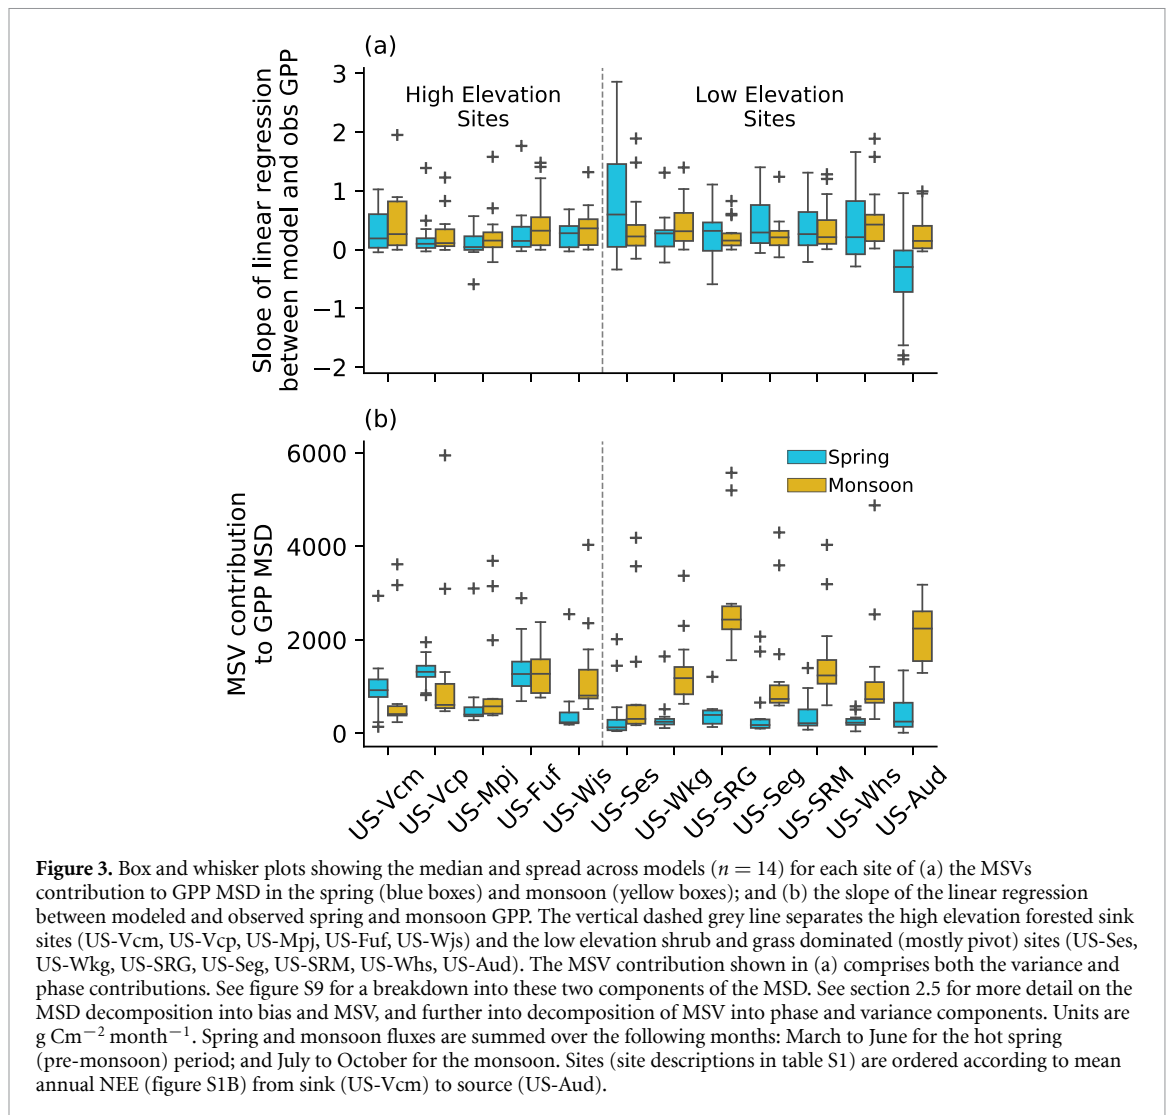 (a)
Slope of linear regression
between model and obs GPP
3
2
1
0
−1
−2
High Elevation
Sites
Low Elevation
Sites
(b)
MSV contribution
to GPP MSD
6000
4000
2000
0
Spring
Monsoon
US-Vcm
US-Vcp
US-Mpj
US-Fuf
US-Wjs
US-Ses
US-Wkg
US-SRG
US-Seg
US-SRM
US-Whs
US-Aud
Figure 3. Box and whisker plots showing the median and spread across models (n = 14) for each site of (a) the MSVs
contribution to GPP MSD in the spring (blue boxes) and monsoon (yellow boxes); and (b) the slope of the linear regression
between modeled and observed spring and monsoon GPP. The vertical dashed grey line separates the high elevation forested sink
sites (US-Vcm, US-Vcp, US-Mpj, US-Fuf, US-Wjs) and the low elevation shrub and grass dominated (mostly pivot) sites (US-Ses,
US-Wkg, US-SRG, US-Seg, US-SRM, US-Whs, US-Aud). The MSV contribution shown in (a) comprises both the variance and
phase contributions. See figure S9 for a breakdown into these two components of the MSD. See section 2.5 for more detail on the
MSD decomposition into bias and MSV, and further into decomposition of MSV into phase and variance components. Units are
g Cm⁻² month⁻¹. Spring and monsoon fluxes are summed over the following months: March to June for the hot spring
(pre-monsoon) period; and July to October for the monsoon. Sites (site descriptions in table S1) are ordered according to mean
annual NEE (figure S1B) from sink (US-Vcm) to source (US-Aud).